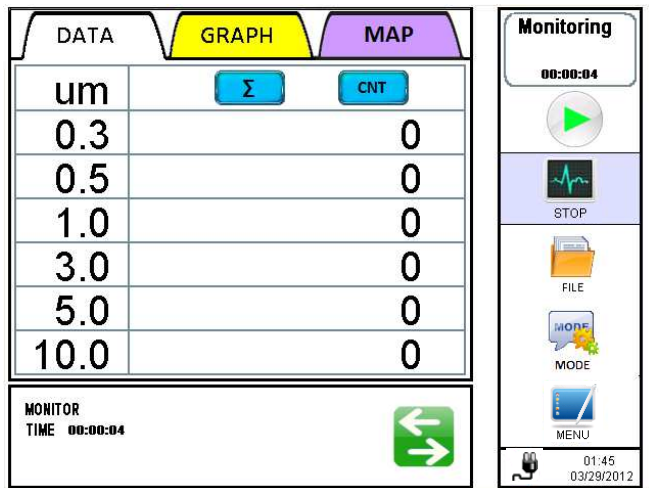 DATA GRAPH MAP
um Σ CNT
0.3 0
0.5 0
1.0 0
3.0 0
5.0 0
10.0 0
MONITOR
TIME 00:00:04
Monitoring
00:00:04
STOP
FILE
MODE
MODE
MENU
01:45
03/29/2012